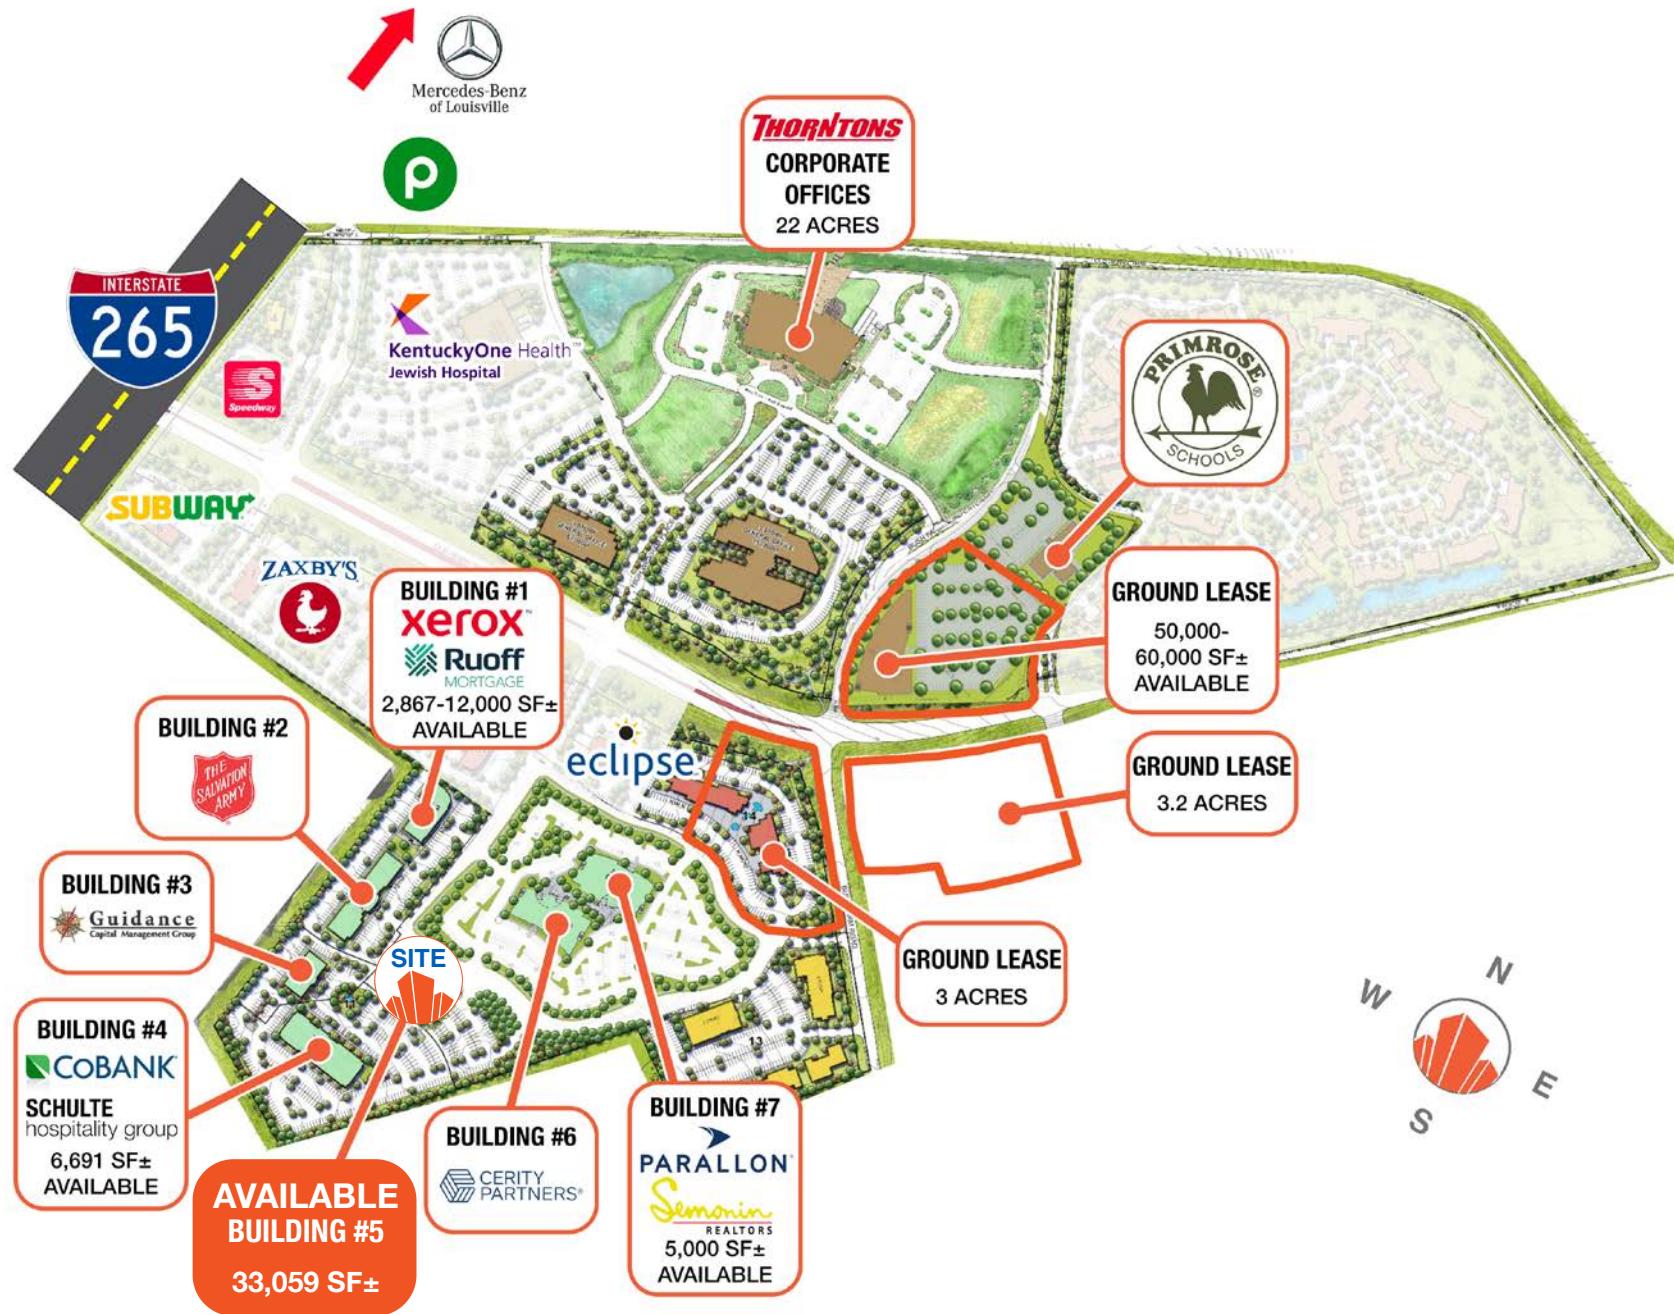 Mercedes-Benz
of Louisville
P
THORNTONS
CORPORATE
OFFICES
22 ACRES
INTERSTATE
265
KentuckyOne Health™
Jewish Hospital
S
Speedway
PRIMROSE®
SCHOOLS
SUBWAY
ZAXBY'S
BUILDING #1
xerox™
Ruoff
MORTGAGE
2,867-12,000 SF±
AVAILABLE
GROUND LEASE
50,000-
60,000 SF±
AVAILABLE
BUILDING #2
THE
SALVATION
ARMY
eclipse
GROUND LEASE
3.2 ACRES
14
BUILDING #3
Guidance
Capital Management Group
SITE
GROUND LEASE
3 ACRES
13
N
W
E
S
BUILDING #4
COBANK
SCHULTE
hospitality group
6,691 SF±
AVAILABLE
AVAILABLE
BUILDING #5
33,059 SF±
BUILDING #6
CERITY
PARTNERS®
BUILDING #7
PARALLON
Semonin
REALTORS
5,000 SF±
AVAILABLE